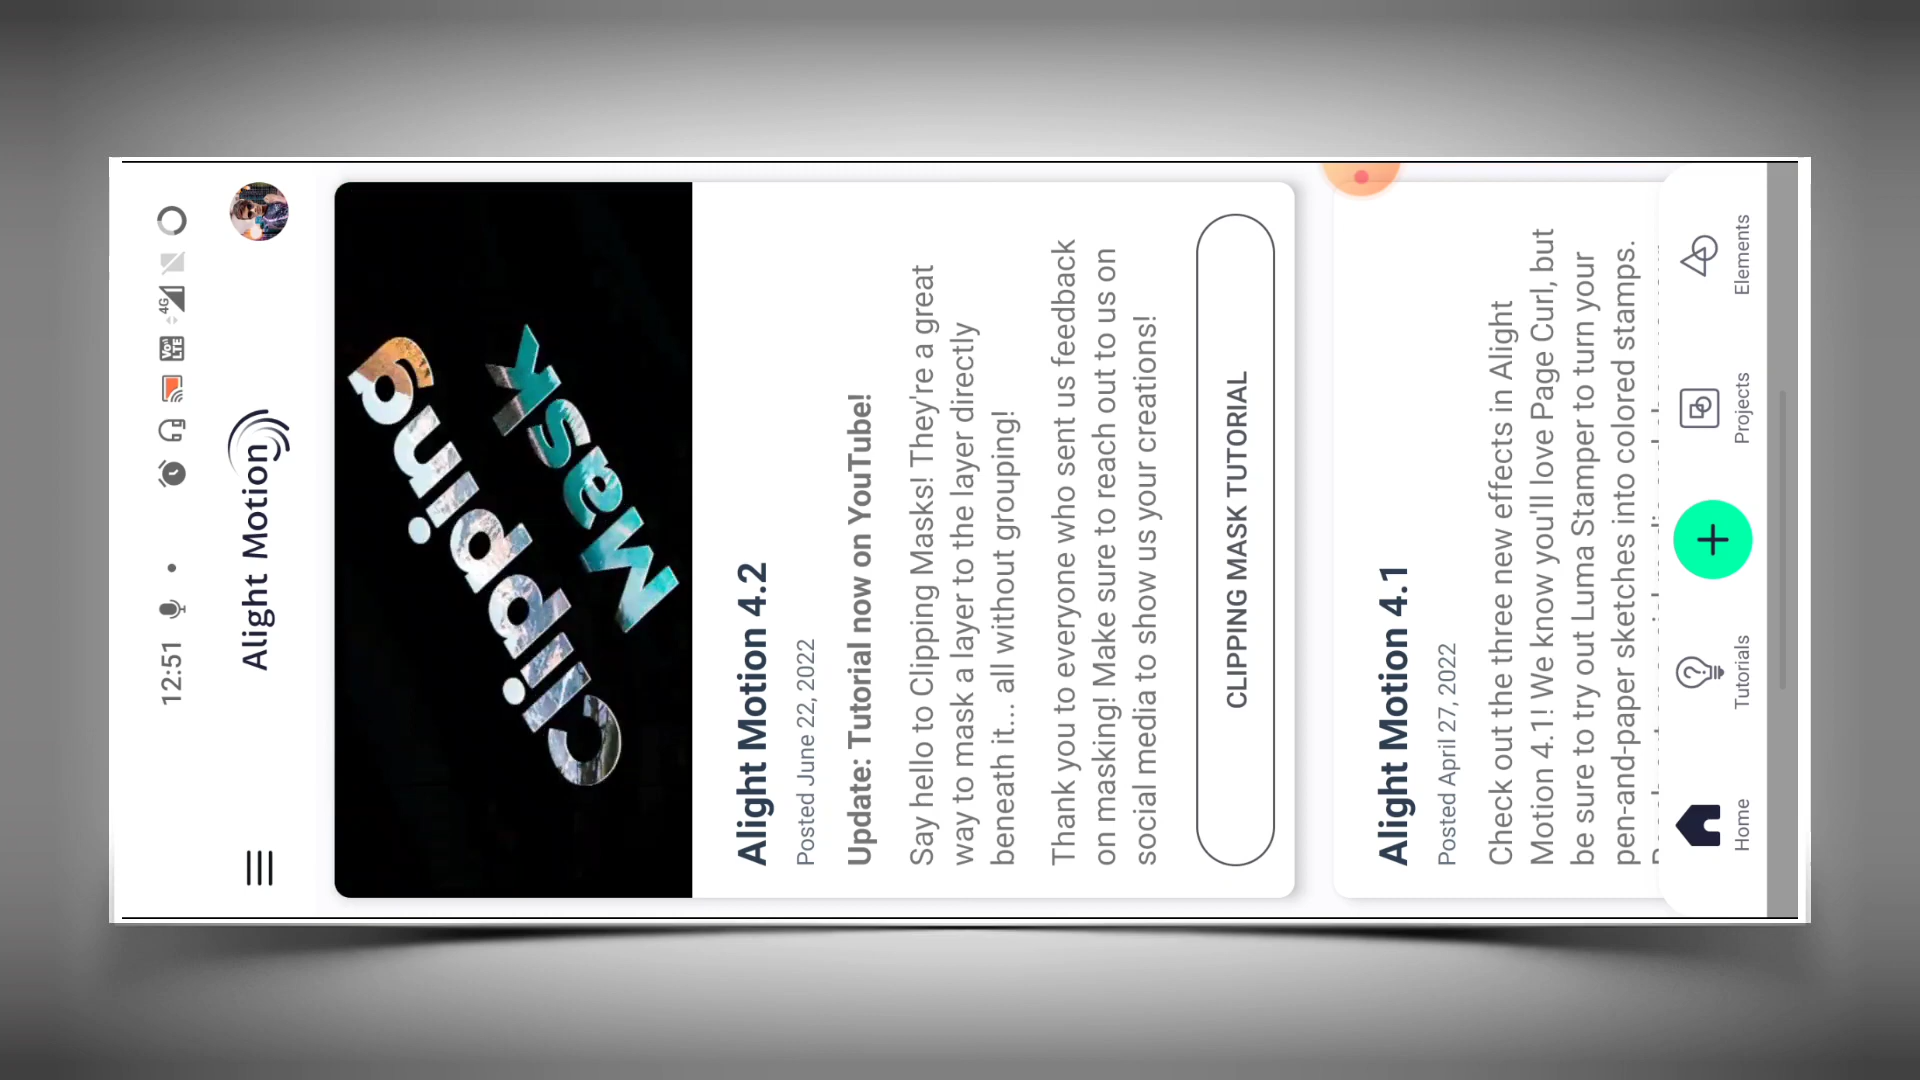 12:51
4G
Vo
LTE
Alight Motion
Clipping
Mask
Alight Motion 4.2
Posted June 22, 2022
Update: Tutorial now on YouTube!
Say hello to Clipping Masks! They're a great
way to mask a layer to the layer directly
beneath it... all without grouping!
Thank you to everyone who sent us feedback
on masking! Make sure to reach out to us on
social media to show us your creations!
CLIPPING MASK TUTORIAL
Alight Motion 4.1
Posted April 27, 2022
Check out the three new effects in Alight
Motion 4.1! We know you'll love Page Curl, but
be sure to try out Luma Stamper to turn your
pen-and-paper sketches into colored stamps.
Home
Tutorials
Projects
Elements